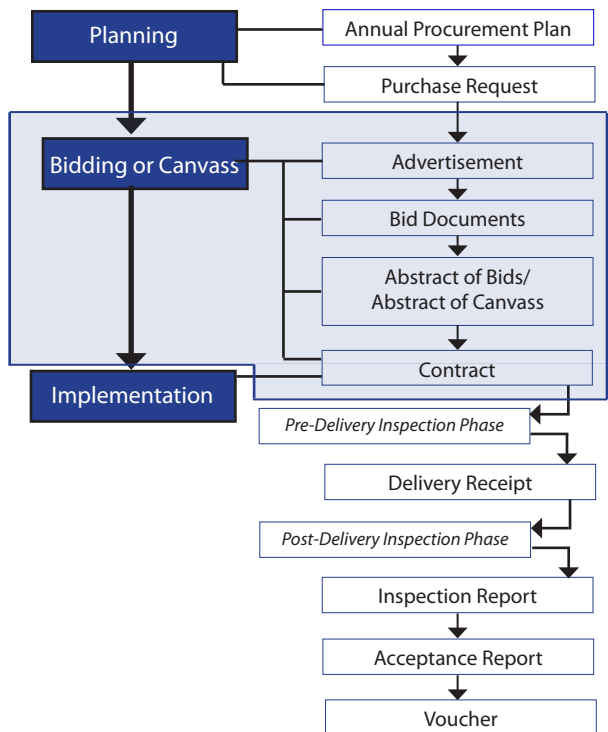 Planning
Annual Procurement Plan
Purchase Request
Bidding or Canvass
Advertisement
Bid Documents
Abstract of Bids/
Abstract of Canvass
Contract
Implementation
Pre-Delivery Inspection Phase
Delivery Receipt
Post-Delivery Inspection Phase
Inspection Report
Acceptance Report
Voucher